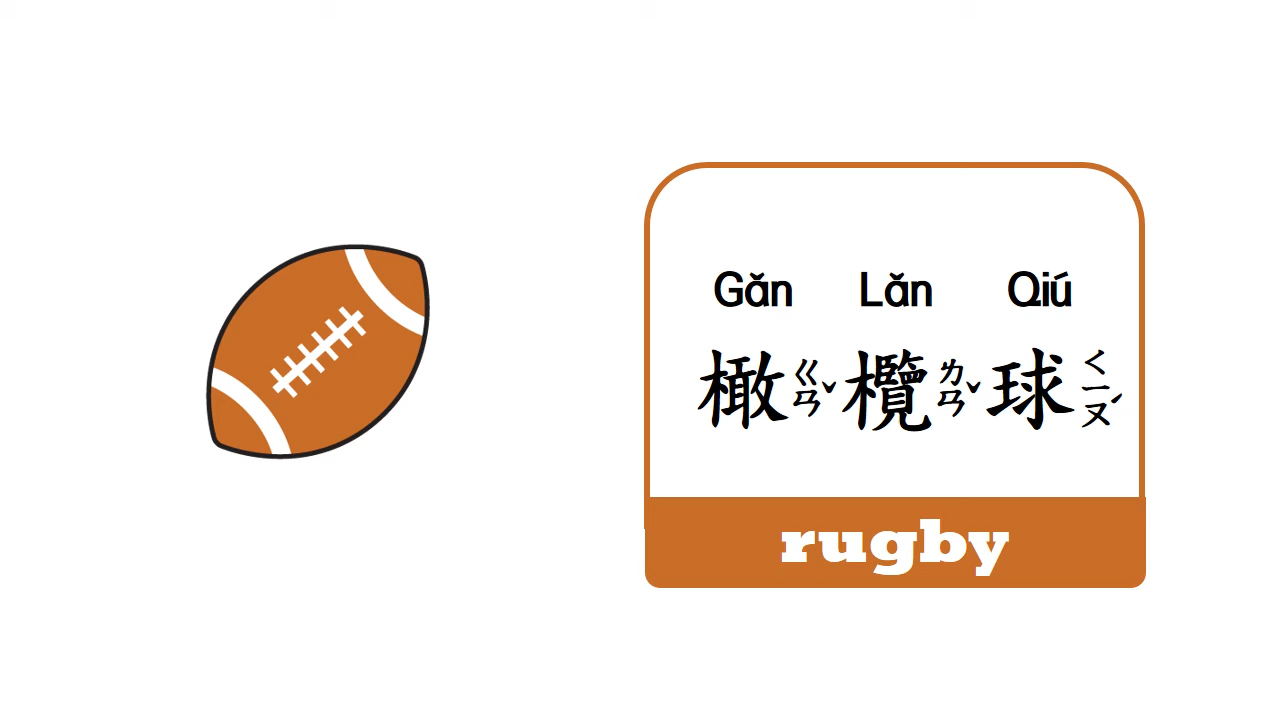 Gǎn Lǎn Qiú
橄ㄍㄢˇ欖ㄌㄢˇ球ㄑㄧㄡˊ
rugby